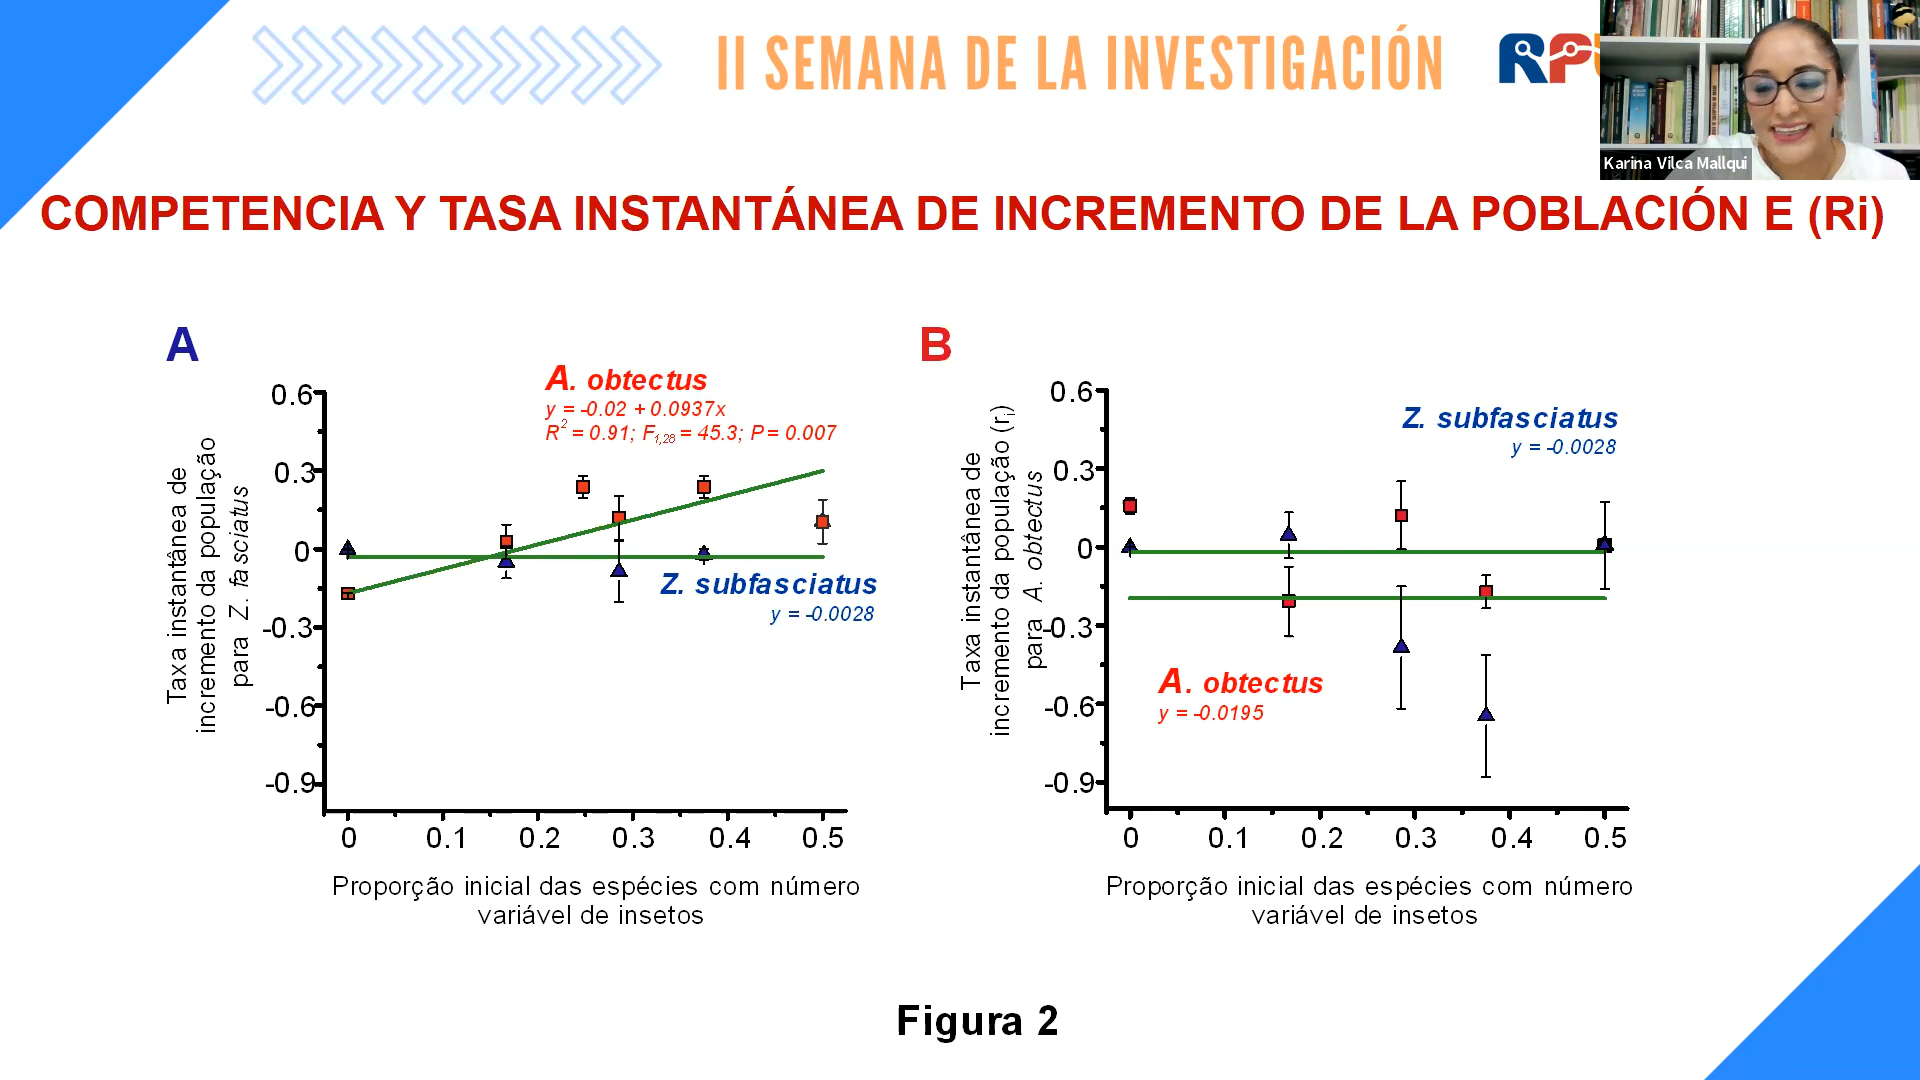 II SEMANA DE LA INVESTIGACIÓN
RP
Karina Vilca Mallqui
COMPETENCIA Y TASA INSTANTÁNEA DE INCREMENTO DE LA POBLACIÓN E (Ri)
A
Taxa instantánea de
incremento da população
para Z. fasciatus
0.6
0.3
0
-0.3
-0.6
-0.9
A. obtectus
y = -0.02 + 0.0937x
R2 = 0.91; F1,28 = 45.3; P = 0.007
Z. subfasciatus
y = -0.0028
0 0.1 0.2 0.3 0.4 0.5
Proporção inicial das espécies com número
variável de insetos
B
Taxa instantánea de
incremento da população (ri)
para A. obtectus
0.6
0.3
0
-0.3
-0.6
-0.9
Z. subfasciatus
y = -0.0028
A. obtectus
y = -0.0195
0 0.1 0.2 0.3 0.4 0.5
Proporção inicial das espécies com número
variável de insetos
Figura 2